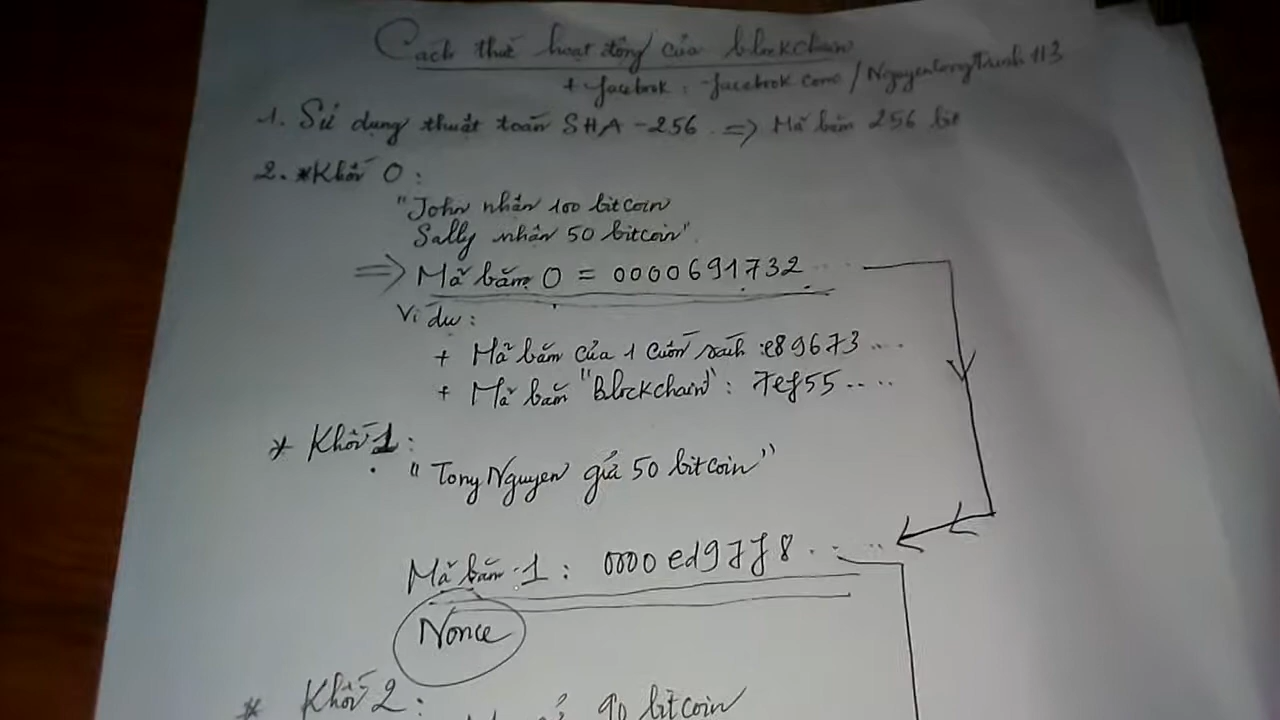 Cách thức hoạt động của blockchain
+ facebook: facebook.com/NguyentongTrinh113
1. Sử dụng thuật toán SHA-256 => Mã băm 256 bit
2. *Khối 0:
"John nhận 100 bitcoin
Sally nhận 50 bitcoin".
=> Mã băm 0 = 0000691732...
Ví dụ:
+ Mã băm của 1 cuốn sách: e89673....
+ Mã băm "Blockchain": 7ef55....
* Khối 1:
"Tony Nguyen gửi 50 bitcoin"
Mã băm 1: 0000ed97f8....
Nonce
* Khối 2:
90 bitcoin